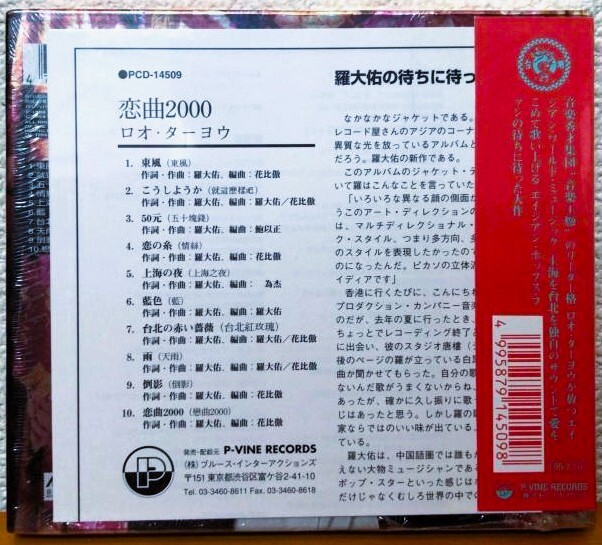 ●PCD-14509
恋曲2000
ロオ・ターヨウ
1. 東風（東風）
作詞・作曲：羅大佑、編曲：花比傲
2. こうしようか（就這麼樣吧）
作詞・作曲：羅大佑、編曲：羅大佑／花比傲
3. 50元（五十塊錢）
作詞・作曲：羅大佑、編曲：鮑以正
4. 恋の糸（情絲）
作詞・作曲：羅大佑、編曲：花比傲
5. 上海の夜（上海之夜）
作詞・作曲：羅大佑、編曲： 為杰
6. 藍色（藍）
作詞・作曲：羅大佑、編曲：羅大佑
7. 台北の赤い薔薇（台北紅玫瑰）
作詞・作曲：羅大佑、編曲：羅大佑／花比傲
8. 雨（天雨）
作詞・作曲：羅大佑、編曲：羅大佑／花比傲
9. 倒影（倒影）
作詞・作曲：羅大佑、編曲：花比傲
10. 恋曲2000（戀曲2000）
作詞・作曲：羅大佑、編曲：花比傲
発売・配給元 P-VINE RECORDS
（株）ブルース・インターアクションズ
〒151 東京都渋谷区富ケ谷2-41-10
Tel. 03-3460-8611 Fax. 03-3460-8618
羅大佑の待ちに待っ
なかなかなジャケットである。
レコード屋さんのアジアのコーナ
異質な光を放っているアルバムと
だろう。羅大佑の新作である。
このアルバムのジャケットデ
いて羅はこんなことを言っていた
「いろいろな異なる顔の側面か
うこのアート・ディレクションの
は、マルチディレクショナル・
ク・スタイル、つまり多方向、多
のスタイルを表現したかったので
のになったんだ。ピカソの立体派
イディアです」
香港に行くたびに、こんにちわ
プロダクション・カンパニー音楽
のだが、去年の夏に行ったとき、
ちょっとでレコーディング終了と
に出会い、彼のスタジオ唐樓（
後のページの羅が立っている白黒
曲か聞かせてもらった。自分の歌
ないんだ歌がうまくないからね、
あったが、確かに久し振りに歌っ
じはあったと思う。しかし羅の
家ならではのいい味が出ている
ている。
羅大佑は、中国語圏では誰もが
えない大物ミュージシャンである
ポップ・スターといった感じは
だけじゃなくむしろ世界の中での
音楽秀才集団“音楽工廠”のリーダー格 ロオ・ターヨウが放つエイ
ジアン・ワールド・ミュージック 上海を台北を独自のサウンドで愛を
こめて歌い上げる エイジアン・ポップス・フ
ァンの待ちに待った大作
4995879145098
P-VINE RECORDS